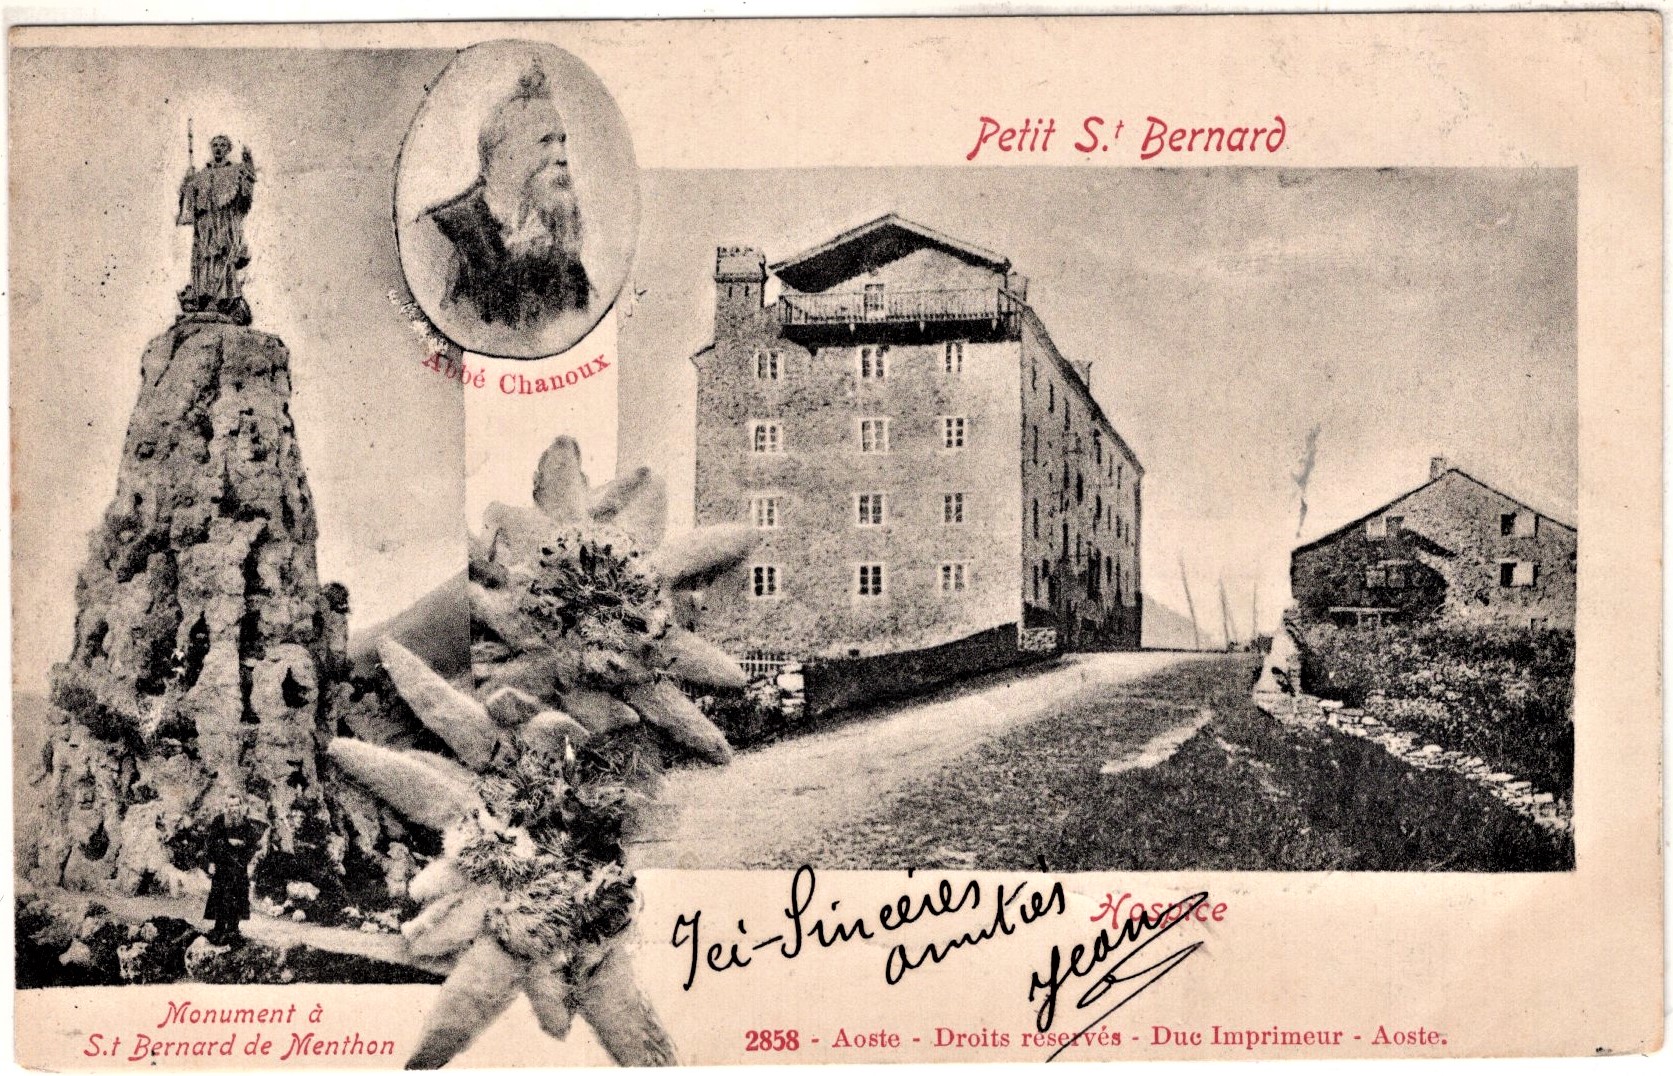 Petit S.t Bernard
Abbé Chanoux
Ici-Sincères
amitiés
Jean
Hospice
Monument à
S.t Bernard de Menthon
2858 - Aoste - Droits réservés - Duc Imprimeur - Aoste.